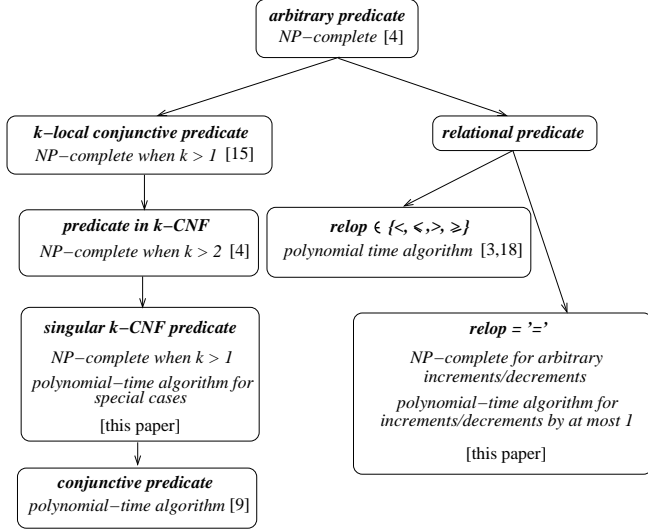 arbitrary predicate
NP−complete [4]
k−local conjunctive predicate
NP−complete when k > 1 [15]
relational predicate
predicate in k−CNF
NP−complete when k > 2 [4]
relop ∈ {<, ⩽, >, ⩾}
polynomial time algorithm [3,18]
singular k−CNF predicate
NP−complete when k > 1
polynomial−time algorithm for
special cases
[this paper]
relop = ’=’
NP−complete for arbitrary
increments/decrements
polynomial−time algorithm for
increments/decrements by at most 1
[this paper]
conjunctive predicate
polynomial−time algorithm [9]